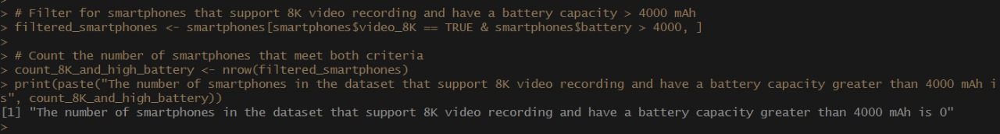 >
> # Filter for smartphones that support 8K video recording and have a battery capacity > 4000 mAh
> filtered_smartphones <- smartphones[smartphones$video_8K == TRUE & smartphones$battery > 4000, ]
>
> # Count the number of smartphones that meet both criteria
> count_8K_and_high_battery <- nrow(filtered_smartphones)
> print(paste("The number of smartphones in the dataset that support 8K video recording and have a battery capacity greater than 4000 mAh i
s", count_8K_and_high_battery))
[1] "The number of smartphones in the dataset that support 8K video recording and have a battery capacity greater than 4000 mAh is 0"
>